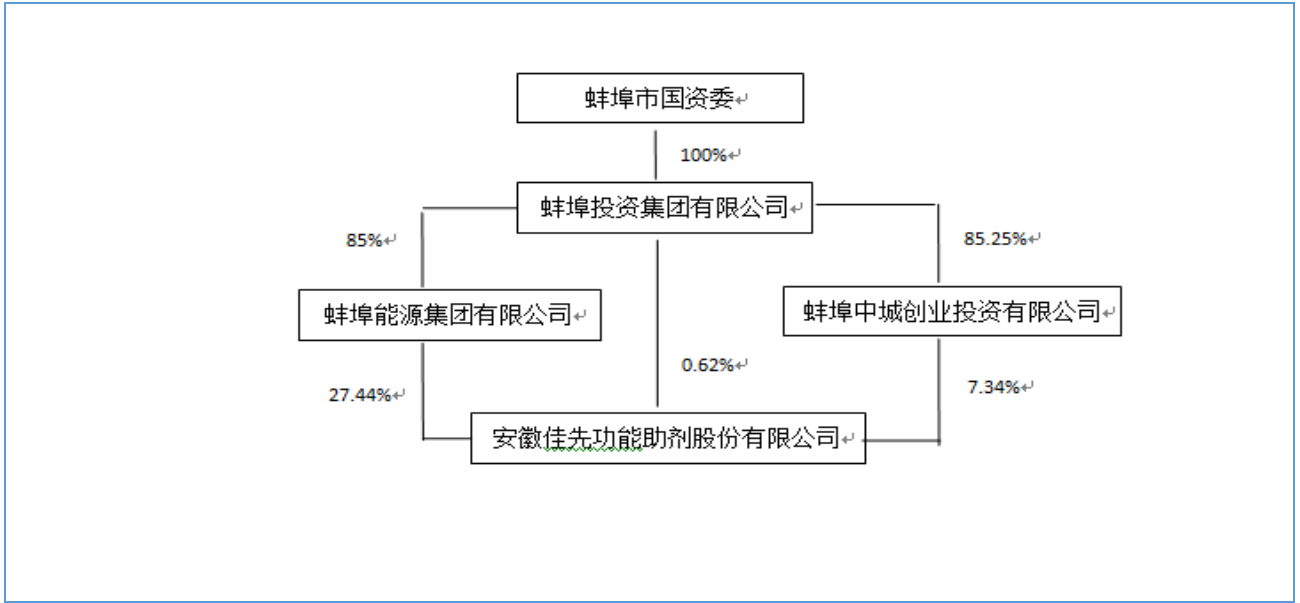 蚌埠市国资委
100%
蚌埠投资集团有限公司
85%
85.25%
蚌埠能源集团有限公司
蚌埠中城创业投资有限公司
0.62%
27.44%
7.34%
安徽佳先功能助剂股份有限公司